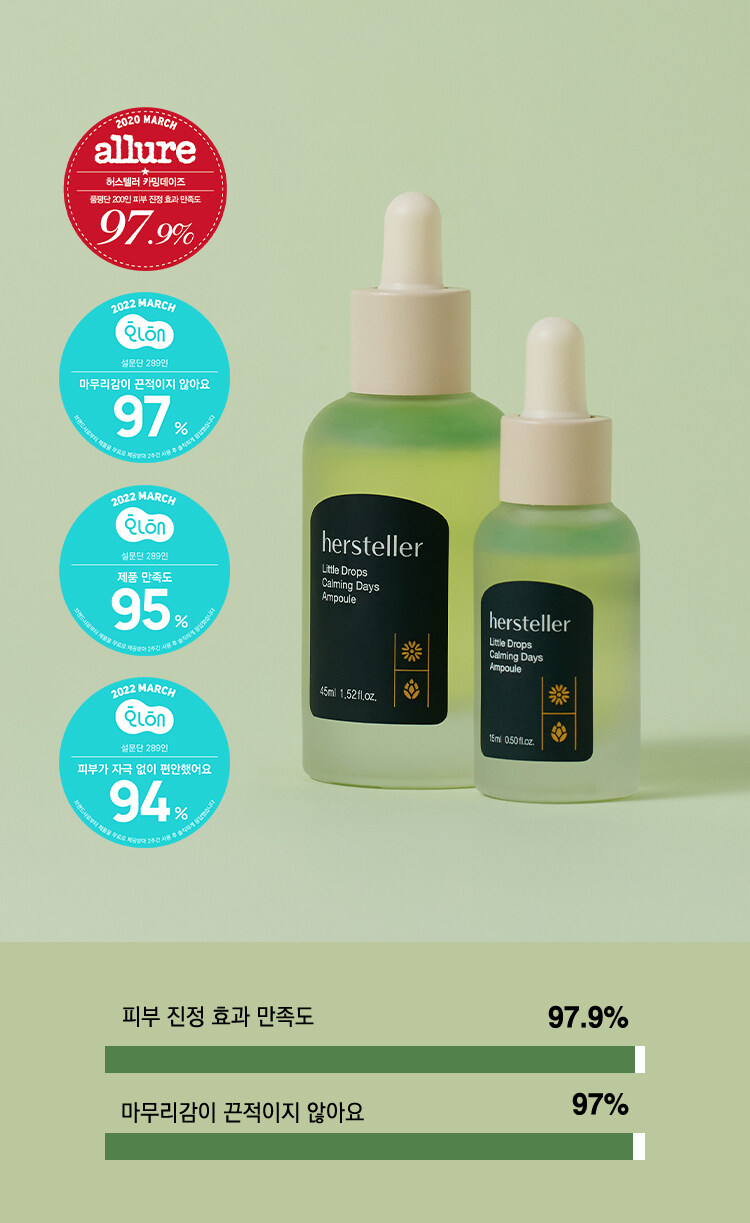 2020 MARCH
allure
허스텔러 카밍데이즈
품평단 200인 피부 진정 효과 만족도
97.9%
2022 MARCH
설문단 289인
마무리감이 끈적이지 않아요
97%
2022 MARCH
설문단 289인
제품 만족도
95%
2022 MARCH
설문단 289인
피부가 자극 없이 편안했어요
94%
hersteller
Little Drops
Calming Days
Ampoule
45ml 1.52fl.oz.
hersteller
Little Drops
Calming Days
Ampoule
15ml 0.50fl.oz.
피부 진정 효과 만족도 97.9%
마무리감이 끈적이지 않아요 97%